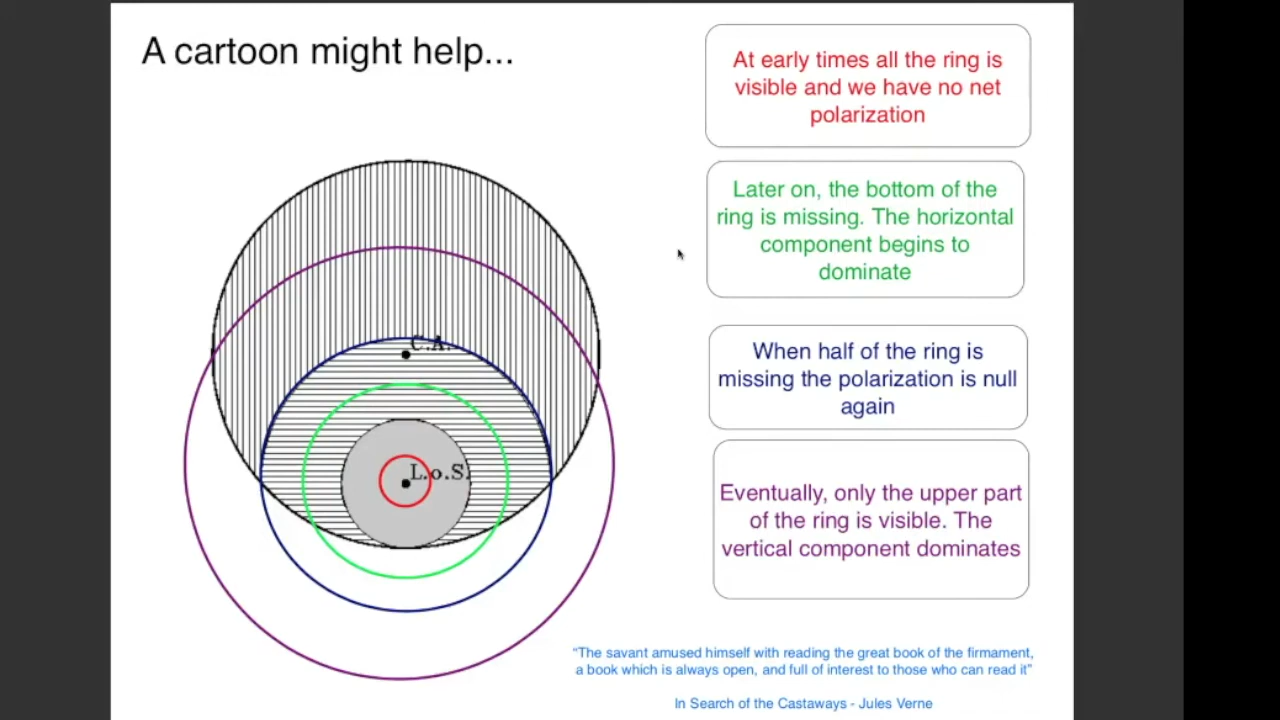 A cartoon might help...
At early times all the ring is
visible and we have no net
polarization
Later on, the bottom of the
ring is missing. The horizontal
component begins to
dominate
C.A.
When half of the ring is
missing the polarization is null
again
L.o.S.
Eventually, only the upper part
of the ring is visible. The
vertical component dominates
“The savant amused himself with reading the great book of the firmament,
a book which is always open, and full of interest to those who can read it”
In Search of the Castaways - Jules Verne